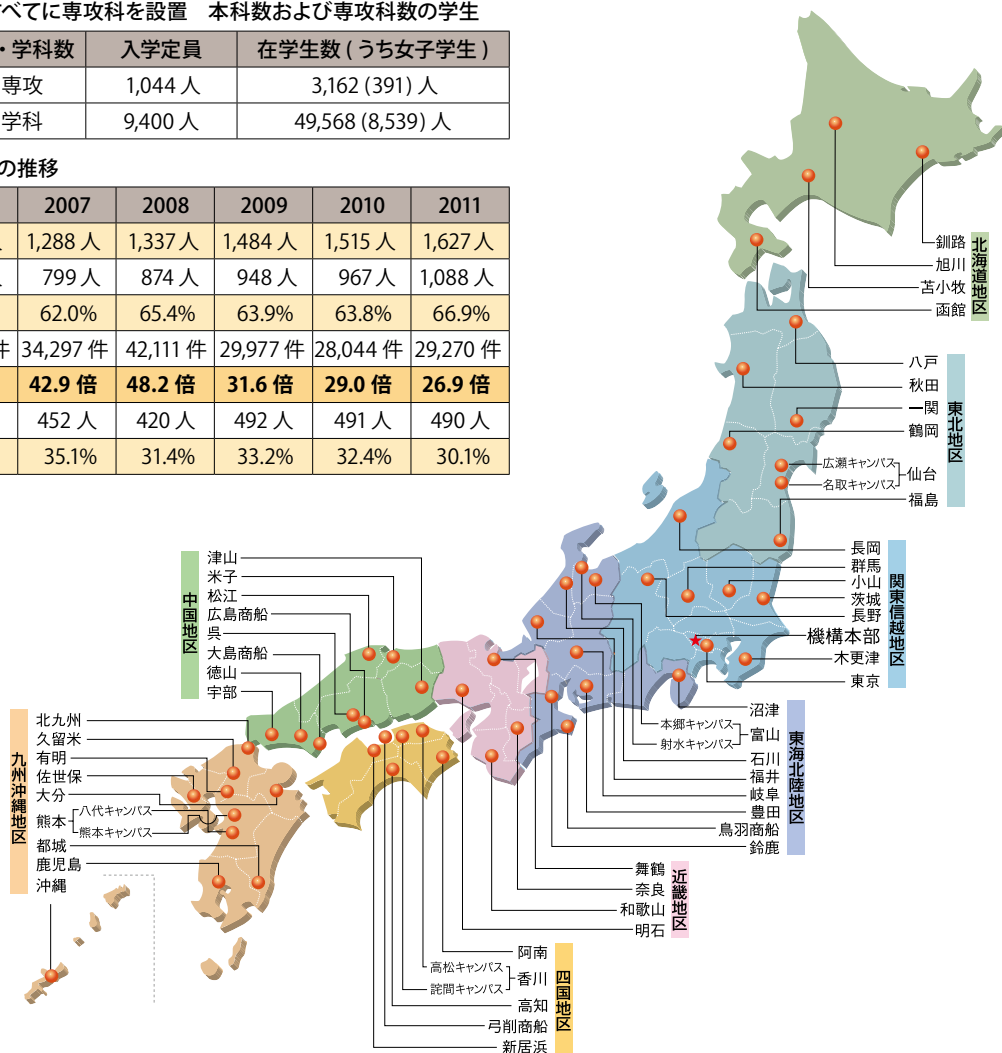 すべてに専攻科を設置　本科数および専攻科数の学生
・学科数 入学定員 在学生数 ( うち女子学生 )
専攻 1,044 人 3,162 (391) 人
学科 9,400 人 49,568 (8,539) 人
の推移
2007 2008 2009 2010 2011
1,288 人 1,337 人 1,484 人 1,515 人 1,627 人
799 人 874 人 948 人 967 人 1,088 人
62.0% 65.4% 63.9% 63.8% 66.9%
件 34,297 件 42,111 件 29,977 件 28,044 件 29,270 件
42.9 倍 48.2 倍 31.6 倍 29.0 倍 26.9 倍
452 人 420 人 492 人 491 人 490 人
35.1% 31.4% 33.2% 32.4% 30.1%
北海道地区
釧路
旭川
苫小牧
函館
東北地区
八戸
秋田
一関
鶴岡
広瀬キャンパス
名取キャンパス
仙台
福島
関東信越地区
長岡
群馬
小山
茨城
長野
機構本部
木更津
東京
東海北陸地区
沼津
本郷キャンパス
射水キャンパス
富山
石川
福井
岐阜
豊田
鳥羽商船
鈴鹿
近畿地区
舞鶴
奈良
和歌山
明石
中国地区
津山
米子
松江
広島商船
呉
大島商船
徳山
宇部
四国地区
阿南
高松キャンパス
詫間キャンパス
香川
高知
弓削商船
新居浜
九州沖縄地区
北九州
久留米
有明
佐世保
大分
熊本
八代キャンパス
熊本キャンパス
都城
鹿児島
沖縄